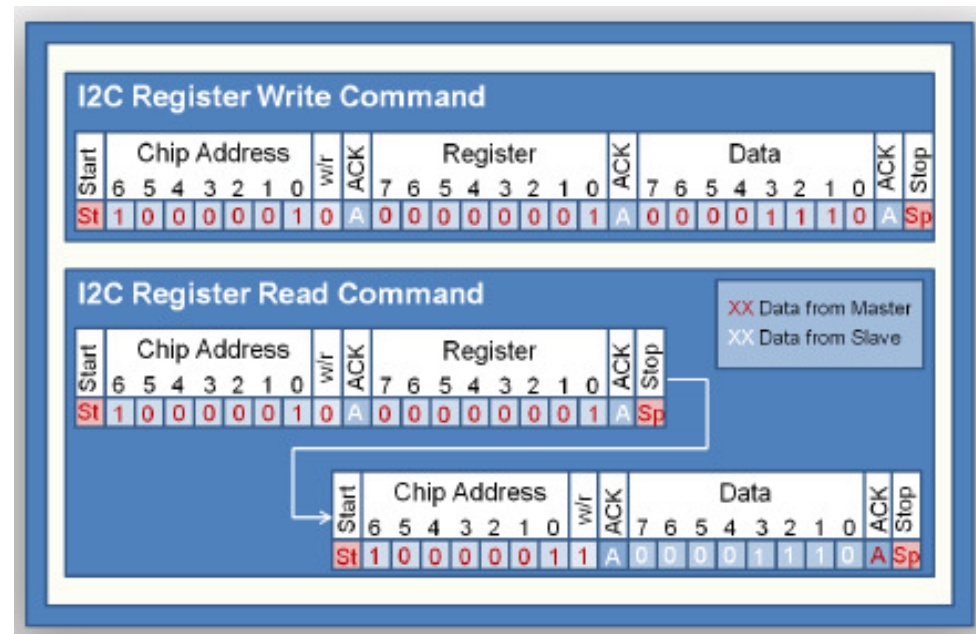 I2C Register Write Command
Start Chip Address w/r ACK Register ACK Data ACK Stop
6 5 4 3 2 1 0 7 6 5 4 3 2 1 0 7 6 5 4 3 2 1 0
St 1 0 0 0 0 0 1 0 A 0 0 0 0 0 0 0 1 A 0 0 0 0 1 1 1 0 A Sp
I2C Register Read Command
XX Data from Master
XX Data from Slave
Start Chip Address w/r ACK Register ACK Stop
6 5 4 3 2 1 0 7 6 5 4 3 2 1 0
St 1 0 0 0 0 0 1 0 A 0 0 0 0 0 0 0 1 A Sp
Start Chip Address w/r ACK Data ACK Stop
6 5 4 3 2 1 0 7 6 5 4 3 2 1 0
St 1 0 0 0 0 0 1 1 A 0 0 0 0 1 1 1 0 A Sp